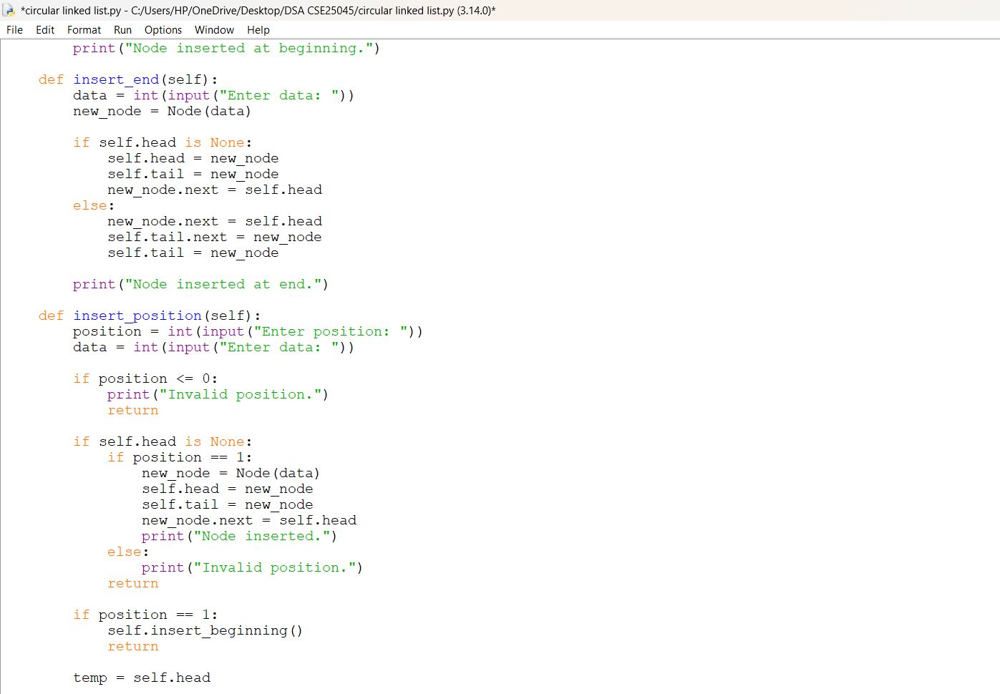 *circular linked list.py - C:/Users/HP/OneDrive/Desktop/DSA CSE25045/circular linked list.py (3.14.0)*
File Edit Format Run Options Window Help
        print("Node inserted at beginning.")

    def insert_end(self):
        data = int(input("Enter data: "))
        new_node = Node(data)

        if self.head is None:
            self.head = new_node
            self.tail = new_node
            new_node.next = self.head
        else:
            new_node.next = self.head
            self.tail.next = new_node
            self.tail = new_node

        print("Node inserted at end.")

    def insert_position(self):
        position = int(input("Enter position: "))
        data = int(input("Enter data: "))

        if position <= 0:
            print("Invalid position.")
            return

        if self.head is None:
            if position == 1:
                new_node = Node(data)
                self.head = new_node
                self.tail = new_node
                new_node.next = self.head
                print("Node inserted.")
            else:
                print("Invalid position.")
            return

        if position == 1:
            self.insert_beginning()
            return

        temp = self.head